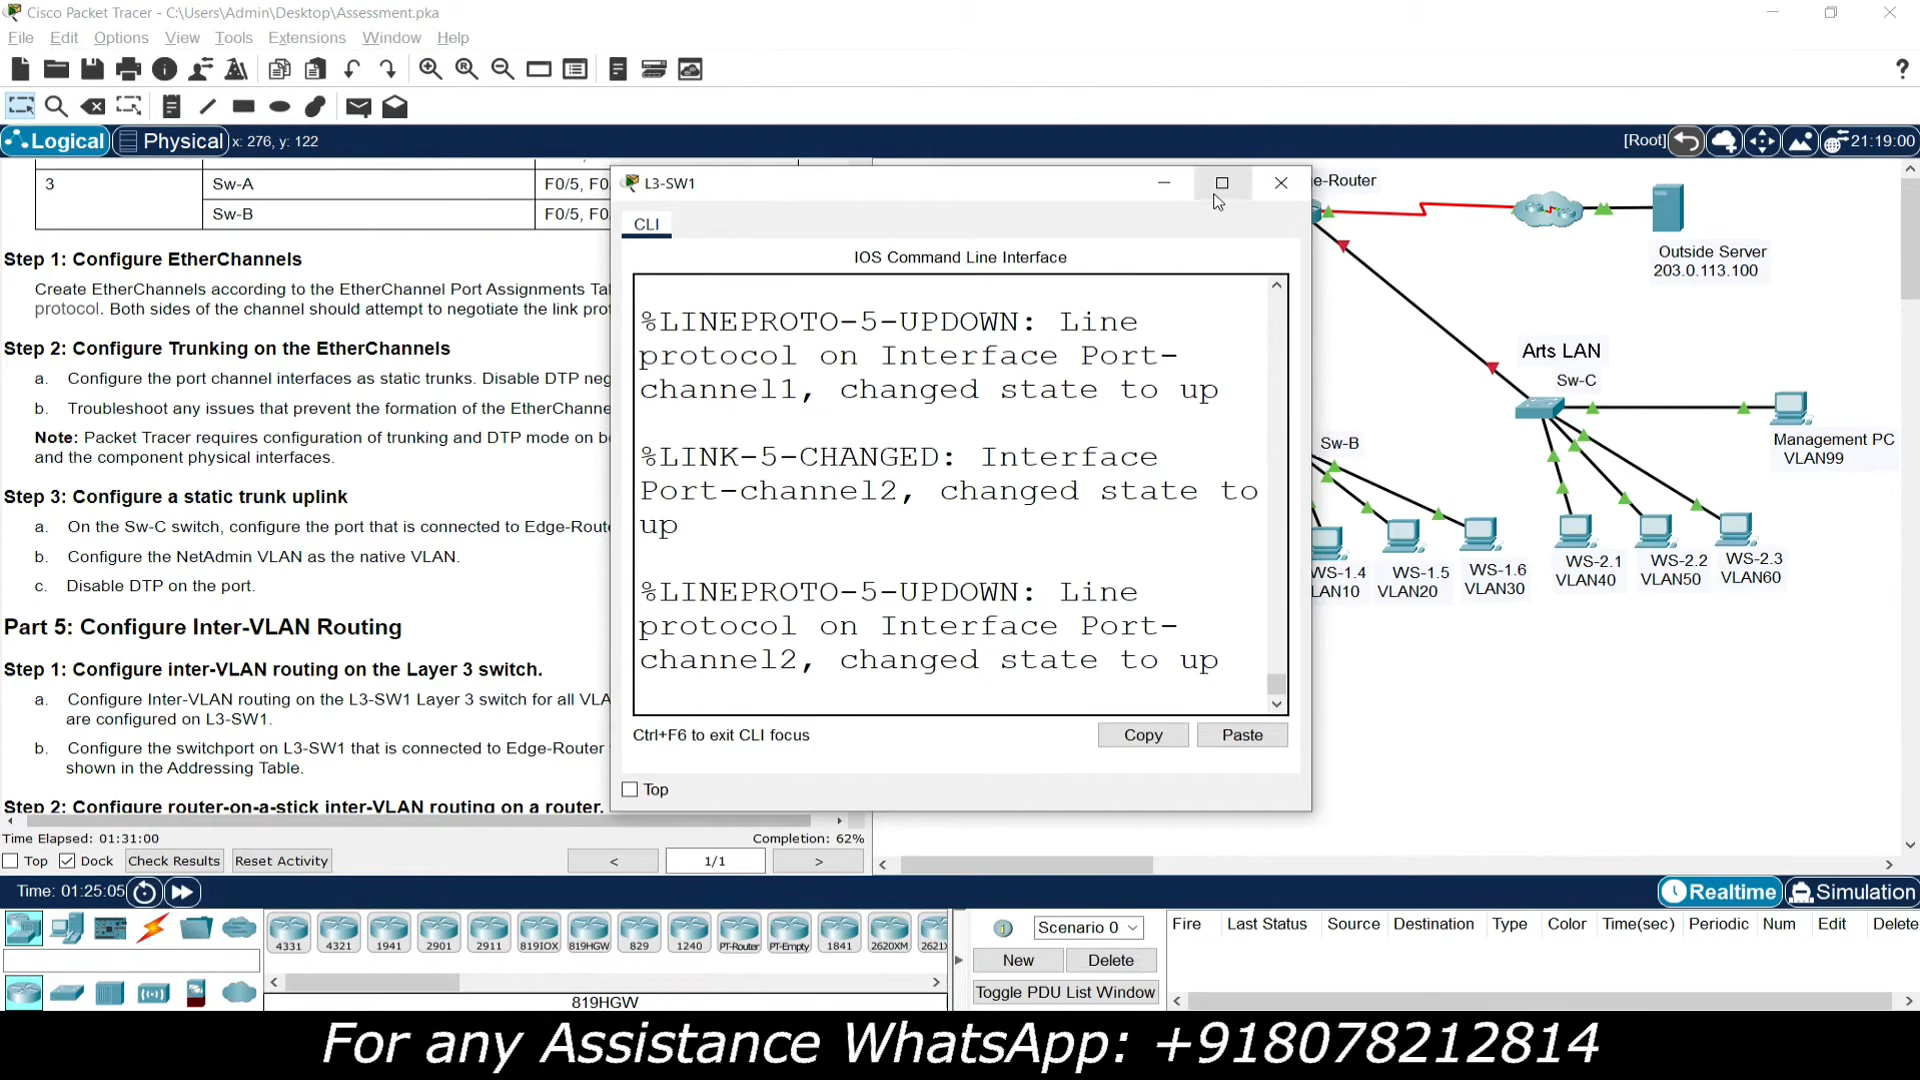 Cisco Packet Tracer - C:\Users\Admin\Desktop\Assessment.pka
File Edit Options View Tools Extensions Window Help
Logical Physical x: 276, y: 122 [Root] 21:19:00
3 Sw-A F0/5, F0
Sw-B F0/5, F0
Step 1: Configure EtherChannels
Create EtherChannels according to the EtherChannel Port Assignments Ta
protocol. Both sides of the channel should attempt to negotiate the link pro
Step 2: Configure Trunking on the EtherChannels
a. Configure the port channel interfaces as static trunks. Disable DTP neg
b. Troubleshoot any issues that prevent the formation of the EtherChanne
Note: Packet Tracer requires configuration of trunking and DTP mode on bo
and the component physical interfaces.
Step 3: Configure a static trunk uplink
a. On the Sw-C switch, configure the port that is connected to Edge-Route
b. Configure the NetAdmin VLAN as the native VLAN.
c. Disable DTP on the port.
Part 5: Configure Inter-VLAN Routing
Step 1: Configure inter-VLAN routing on the Layer 3 switch.
a. Configure Inter-VLAN routing on the L3-SW1 Layer 3 switch for all VLA
are configured on L3-SW1.
b. Configure the switchport on L3-SW1 that is connected to Edge-Router
shown in the Addressing Table.
Step 2: Configure router-on-a-stick inter-VLAN routing on a router.
Time Elapsed: 01:31:00 Completion: 62%
Top Dock Check Results Reset Activity < 1/1 >
L3-SW1
CLI
IOS Command Line Interface
%LINEPROTO-5-UPDOWN: Line
protocol on Interface Port-
channel1, changed state to up
%LINK-5-CHANGED: Interface
Port-channel2, changed state to
up
%LINEPROTO-5-UPDOWN: Line
protocol on Interface Port-
channel2, changed state to up
Ctrl+F6 to exit CLI focus Copy Paste
Top
e-Router
Outside Server
203.0.113.100
Arts LAN
Sw-C
Management PC
VLAN99
Sw-B
WS-1.4
LAN10
WS-1.5
VLAN20
WS-1.6
VLAN30
WS-2.1
VLAN40
WS-2.2
VLAN50
WS-2.3
VLAN60
Time: 01:25:05 Realtime Simulation
4331 4321 1941 2901 2911 819IOX 819HGW 829 1240 PT-Router PT-Empty 1841 2620XM 2621X
819HGW
Scenario 0
New Delete
Toggle PDU List Window
Fire Last Status Source Destination Type Color Time(sec) Periodic Num Edit Delete
For any Assistance WhatsApp: +918078212814